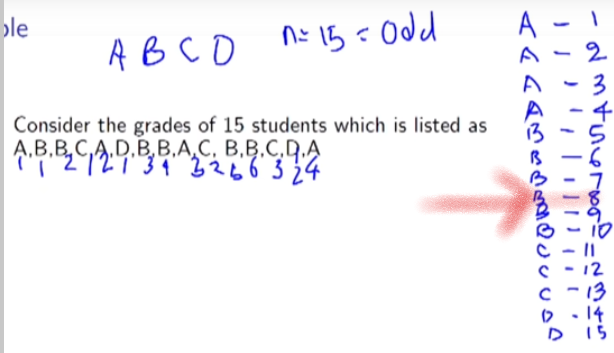 ple
A B C D n = 15 = Odd
Consider the grades of 15 students which is listed as
A,B,B,C,A,D,B,B,A,C, B,B,C,D,A
1 1 2 1 2 1 3 4 3 2 5 6 3 2 4
A - 1
A - 2
A - 3
A - 4
B - 5
B - 6
B - 7
B - 8
B - 9
B - 10
C - 11
C - 12
C - 13
D - 14
D 15